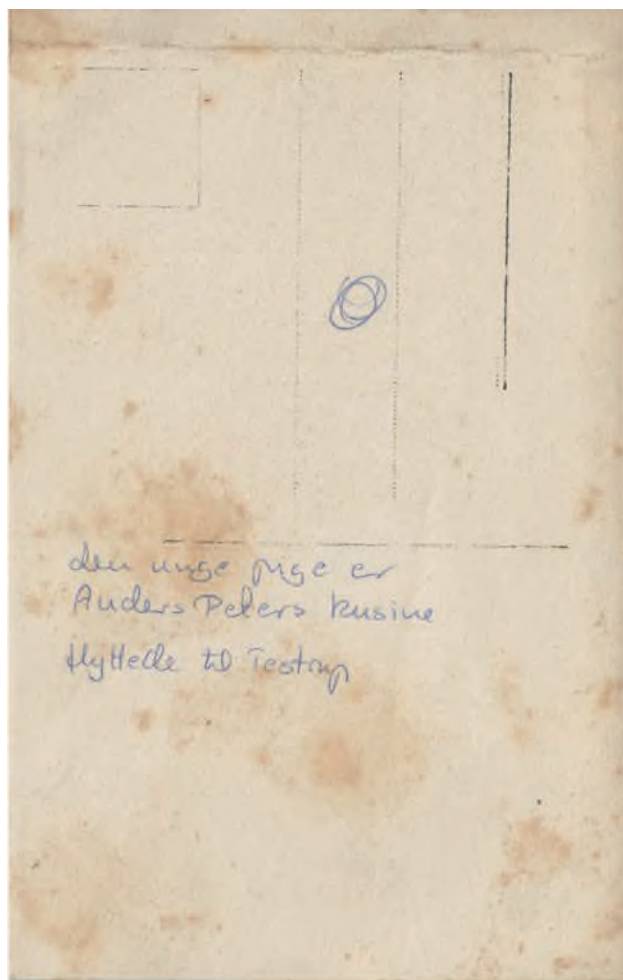 den unge pige er
Anders Peters kusine
flyttede til Testrup